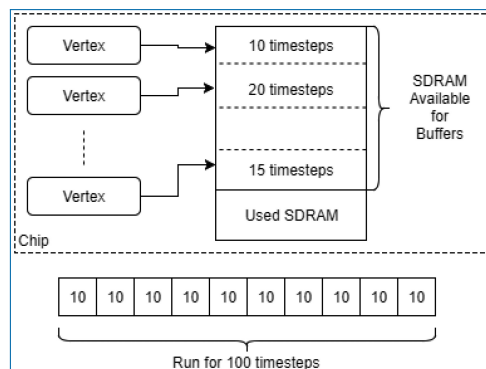 Vertex
10 timesteps
Vertex
20 timesteps
SDRAM
Available
for
Buffers
Vertex
15 timesteps
Used SDRAM
Chip
10 10 10 10 10 10 10 10 10 10
Run for 100 timesteps